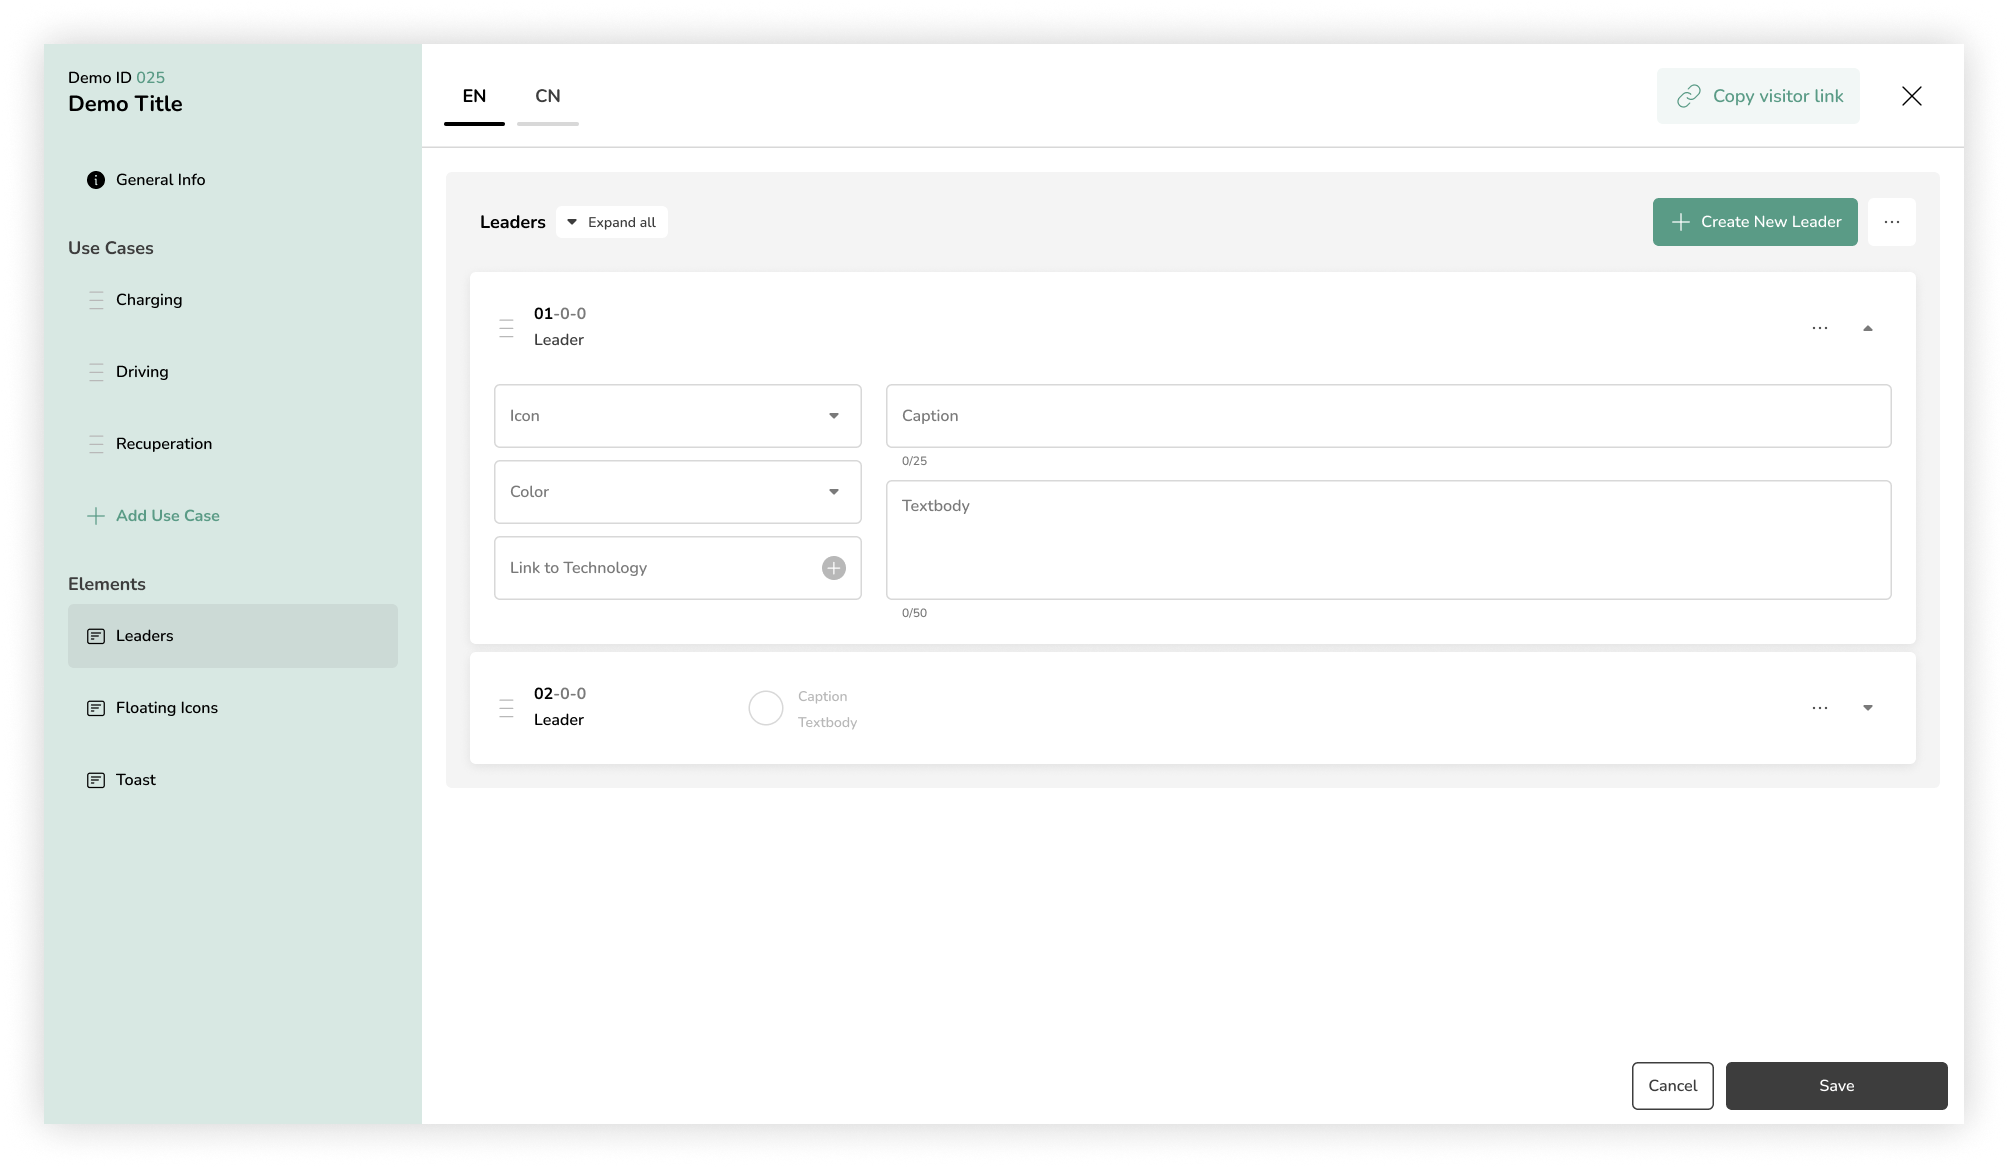 Demo ID 025
Demo Title
General Info
Use Cases
Charging
Driving
Recuperation
Add Use Case
Elements
Leaders
Floating Icons
Toast
EN
CN
Copy visitor link
Leaders
Expand all
Create New Leader
01-0-0
Leader
Icon
Color
Link to Technology
Caption
0/25
Textbody
0/50
02-0-0
Leader
Caption
Textbody
Cancel
Save